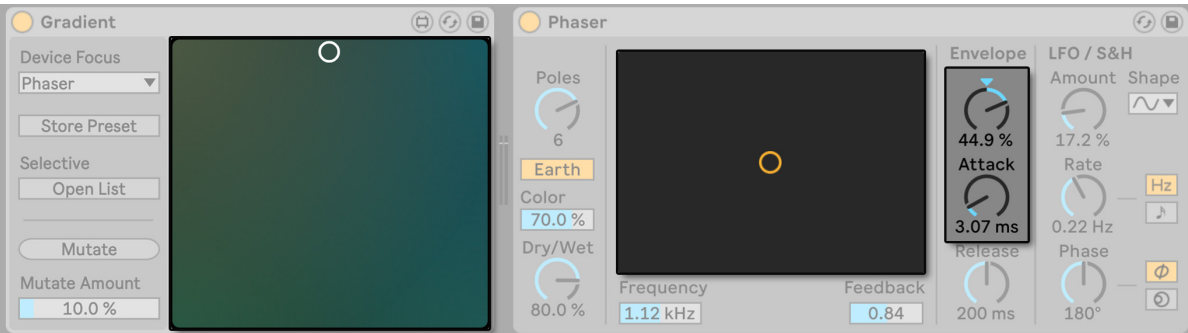 Gradient
Device Focus
Phaser
Store Preset
Selective
Open List
Mutate
Mutate Amount
10.0 %
Phaser
Poles
6
Earth
Color
70.0 %
Dry/Wet
80.0 %
Frequency
1.12 kHz
Feedback
0.84
Envelope
44.9 %
Attack
3.07 ms
Release
200 ms
LFO / S&H
Amount
17.2 %
Shape
Rate
0.22 Hz
Hz
Phase
180°